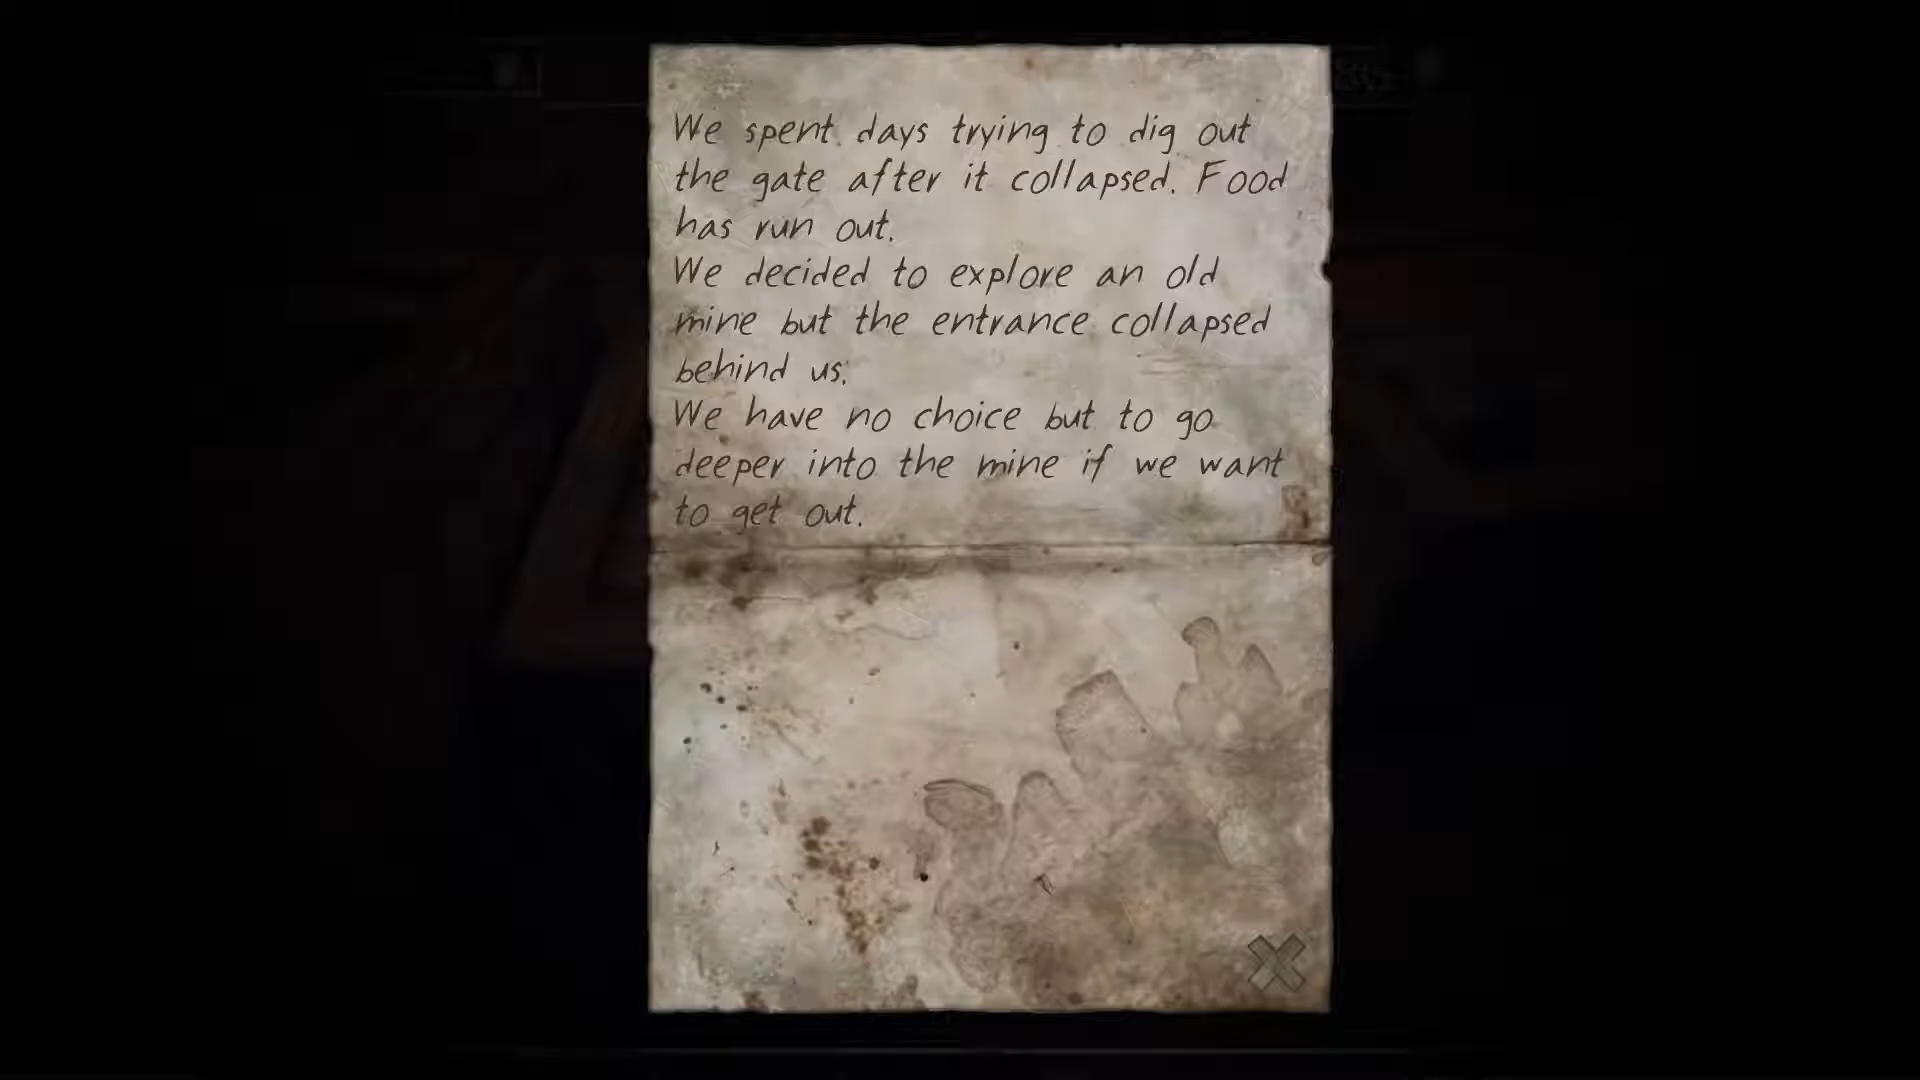 We spent days trying to dig out
the gate after it collapsed. Food
has run out.
We decided to explore an old
mine but the entrance collapsed
behind us.
We have no choice but to go
deeper into the mine if we want
to get out.